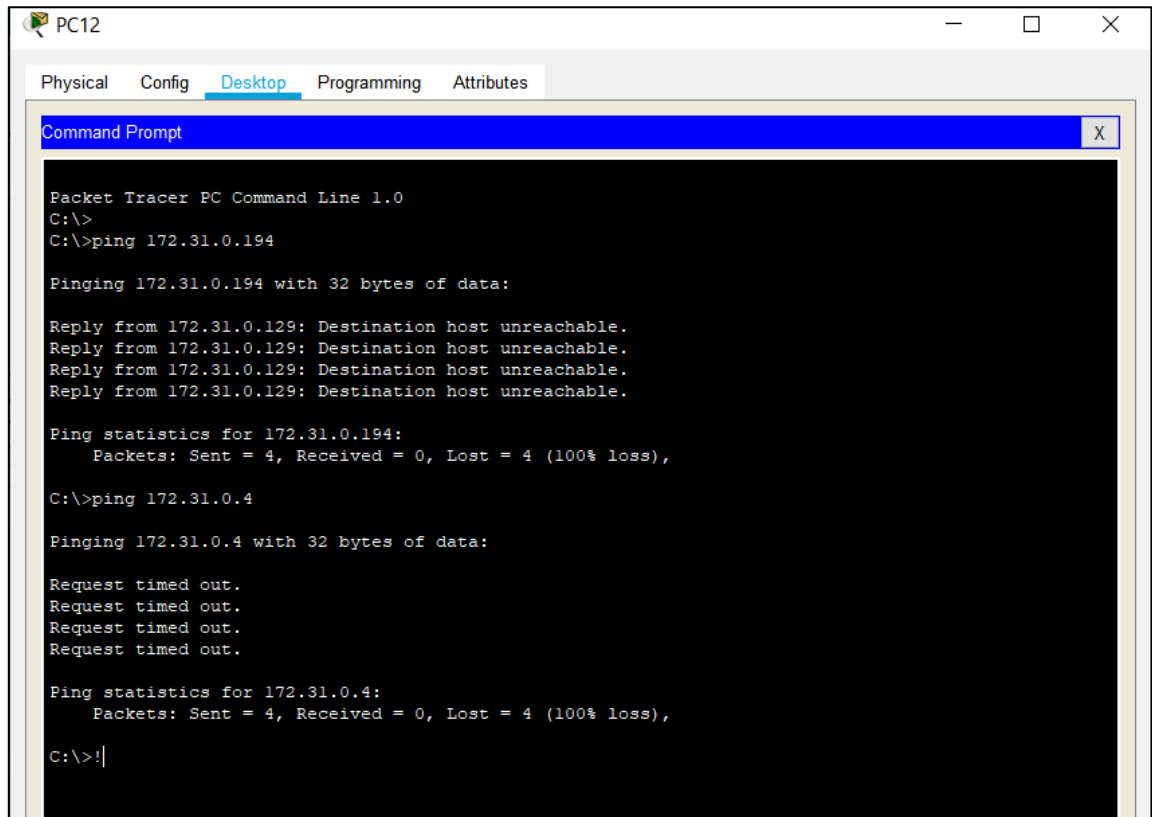 PC12
Physical Config Desktop Programming Attributes
Command Prompt X
Packet Tracer PC Command Line 1.0
C:\>
C:\>ping 172.31.0.194
Pinging 172.31.0.194 with 32 bytes of data:
Reply from 172.31.0.129: Destination host unreachable.
Reply from 172.31.0.129: Destination host unreachable.
Reply from 172.31.0.129: Destination host unreachable.
Reply from 172.31.0.129: Destination host unreachable.
Ping statistics for 172.31.0.194:
Packets: Sent = 4, Received = 0, Lost = 4 (100% loss),
C:\>ping 172.31.0.4
Pinging 172.31.0.4 with 32 bytes of data:
Request timed out.
Request timed out.
Request timed out.
Request timed out.
Ping statistics for 172.31.0.4:
Packets: Sent = 4, Received = 0, Lost = 4 (100% loss),
C:\>!